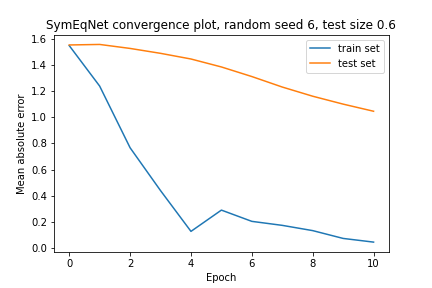 SymEqNet convergence plot, random seed 6, test size 0.6
1.6
1.4
1.2
1.0
0.8
0.6
0.4
0.2
0.0
Mean absolute error
train set
test set
0 2 4 6 8 10
Epoch